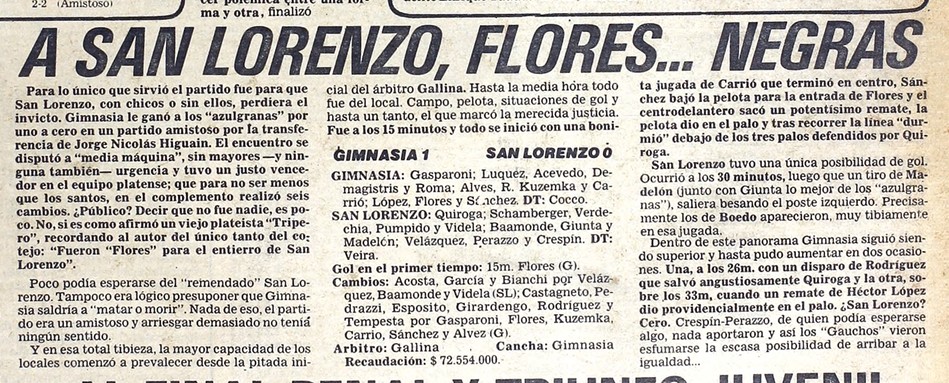 2-2 (Amistoso)
ma y otra, finalizó
A SAN LORENZO, FLORES... NEGRAS
Para lo único que sirvió el partido fue para que
San Lorenzo, con chicos o sin ellos, perdiera el
invicto. Gimnasia le ganó a los "azulgranas" por
uno a cero en un partido amistoso por la transfe-
rencia de Jorge Nicolás Higuain. El encuentro se
disputó a "media máquina", sin mayores —y nin-
guna también— urgencia y tuvo un justo vence-
dor en el equipo platense; que para no ser menos
que los santos, en el complemento realizó seis
cambios. ¿Público? Decir que no fue nadie, es po-
co. No, si es como afirmó un viejo plateísta "Tripe-
ro", recordando al autor del único tanto del co-
tejo: "Fueron "Flores" para el entierro de San
Lorenzo".
Poco podía esperarse del "remendado" San Lo-
renzo. Tampoco era lógico presuponer que Gimna-
sia saldría a "matar o morir". Nada de eso, el parti-
do era un amistoso y arriesgar demasiado no tenía
ningún sentido.
Y en esa total tibieza, la mayor capacidad de los
locales comenzó a prevalecer desde la pitada ini-
cial del árbitro Gallina. Hasta la media hóra todo
fue del local. Campo, pelota, situaciones de gol y
hasta un tanto, el que marcó la merecida justicia.
Fue a los 15 minutos y todo se inició con una boni-
GIMNASIA 1 SAN LORENZO 0
GIMNASIA: Gasparoni; Luquéz, Acevedo, De-
magistris y Roma; Alves, R. Kuzemka y Ca-
rrió; López, Flores y Sánchez. DT: Cocco.
SAN LORENZO: Quiroga; Schamberger, Verde-
chia, Pumpido y Videla; Baamonde, Giunta y
Madelón; Velázquez, Perazzo y Crespín. DT:
Veira.
Gol en el primer tiempo: 15m. Flores (G).
Cambios: Acosta, García y Bianchi por Veláz-
quez, Baamonde y Videla (SL); Castagneto, Pe-
drazzi, Esposito, Girardengo, Rodríguez y
Tempesta por Gasparoni, Flores, Kuzemka,
Carrio, Sánchez y Alvez (G).
Arbitro: Gallina Cancha: Gimnasia
Recaudación: $ 72.554.000.
ta jugada de Carrió que terminó en centro, Sán-
chez bajó la pelota para la entrada de Flores y el
centrodelantero sacó un potentísimo remate, la
pelota dio en el palo y tras recorrer la línea "dur-
mió" debajo de los tres palos defendidos por Qui-
roga.
San Lorenzo tuvo una única posibilidad de gol.
Ocurrió a los 30 minutos, luego que un tiro de Ma-
delón (junto con Giunta lo mejor de los "azulgra-
nas"), saliera besando el poste izquierdo. Precisa-
mente los de Boedo aparecieron, muy tibiamente
en esa jugada.
Dentro de este panorama Gimnasia siguió sien-
do superior y hasta pudo aumentar en dos ocasio-
nes. Una, a los 26m. con un disparo de Rodríguez
que salvó angustiosamente Quiroga y la otra, so-
bre los 33m, cuando un remate de Héctor López
dio providencialmente en el palo. ¿San Lorenzo?
Cero. Crespín-Perazzo, de quien podía esperarse
algo, nada aportaron y así los "Gauchos" vieron
esfumarse la escasa posibilidad de arribar a la
igualdad...